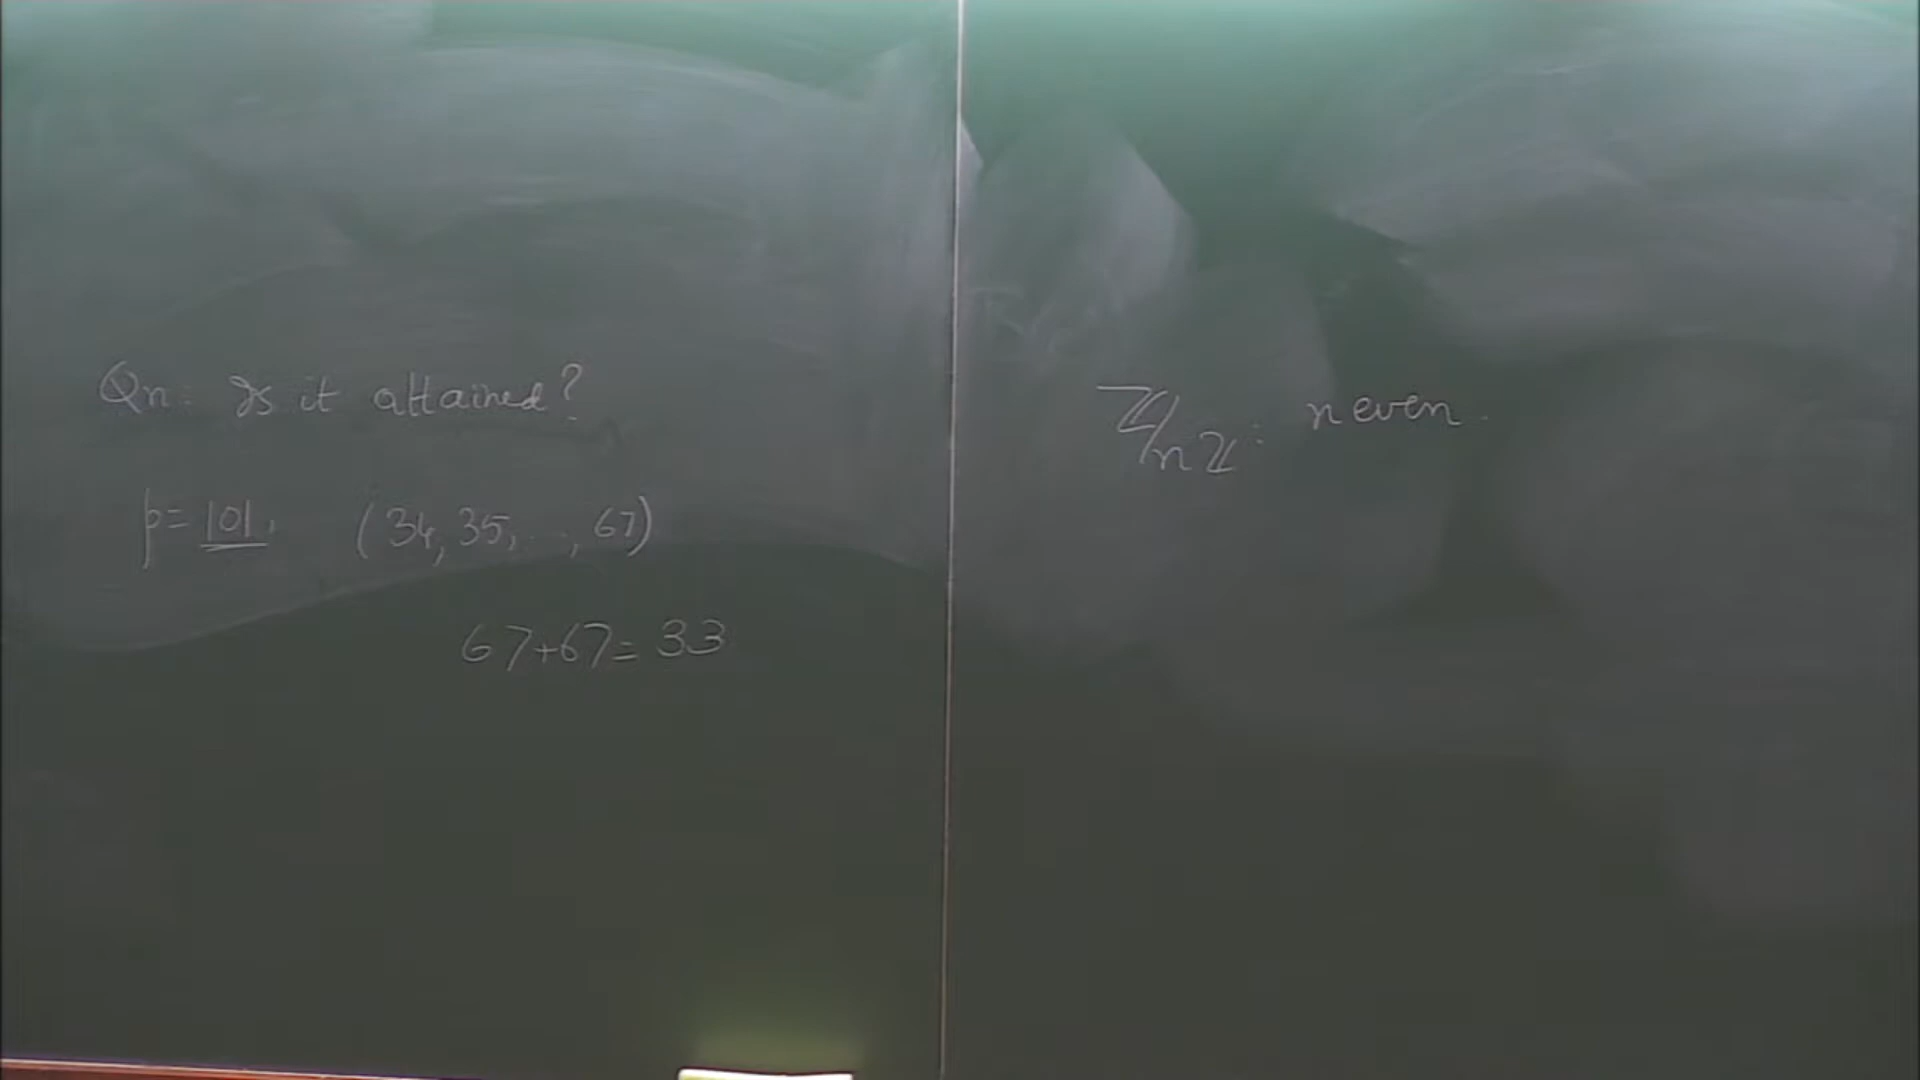 Qn: Is it attained?
p = 101, (34, 35, ..., 67)
67+67 = 33
Z/nZ : n even.